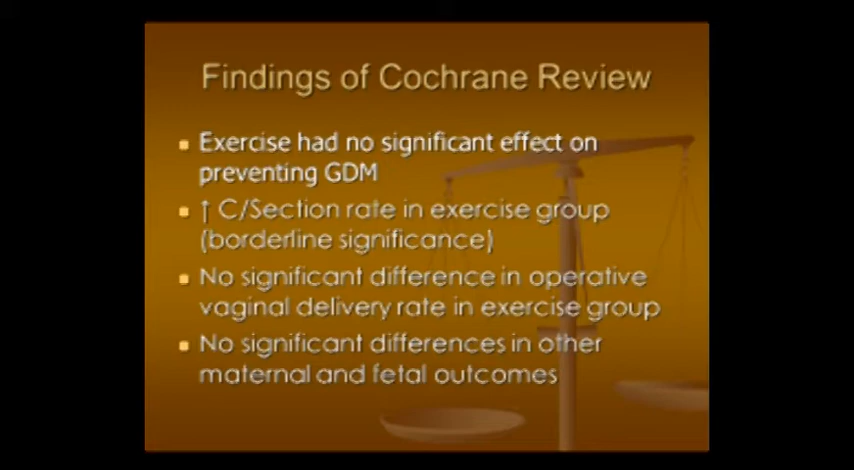 Findings of Cochrane Review
Exercise had no significant effect on
preventing GDM
↑ C/Section rate in exercise group
(borderline significance)
No significant difference in operative
vaginal delivery rate in exercise group
No significant differences in other
maternal and fetal outcomes